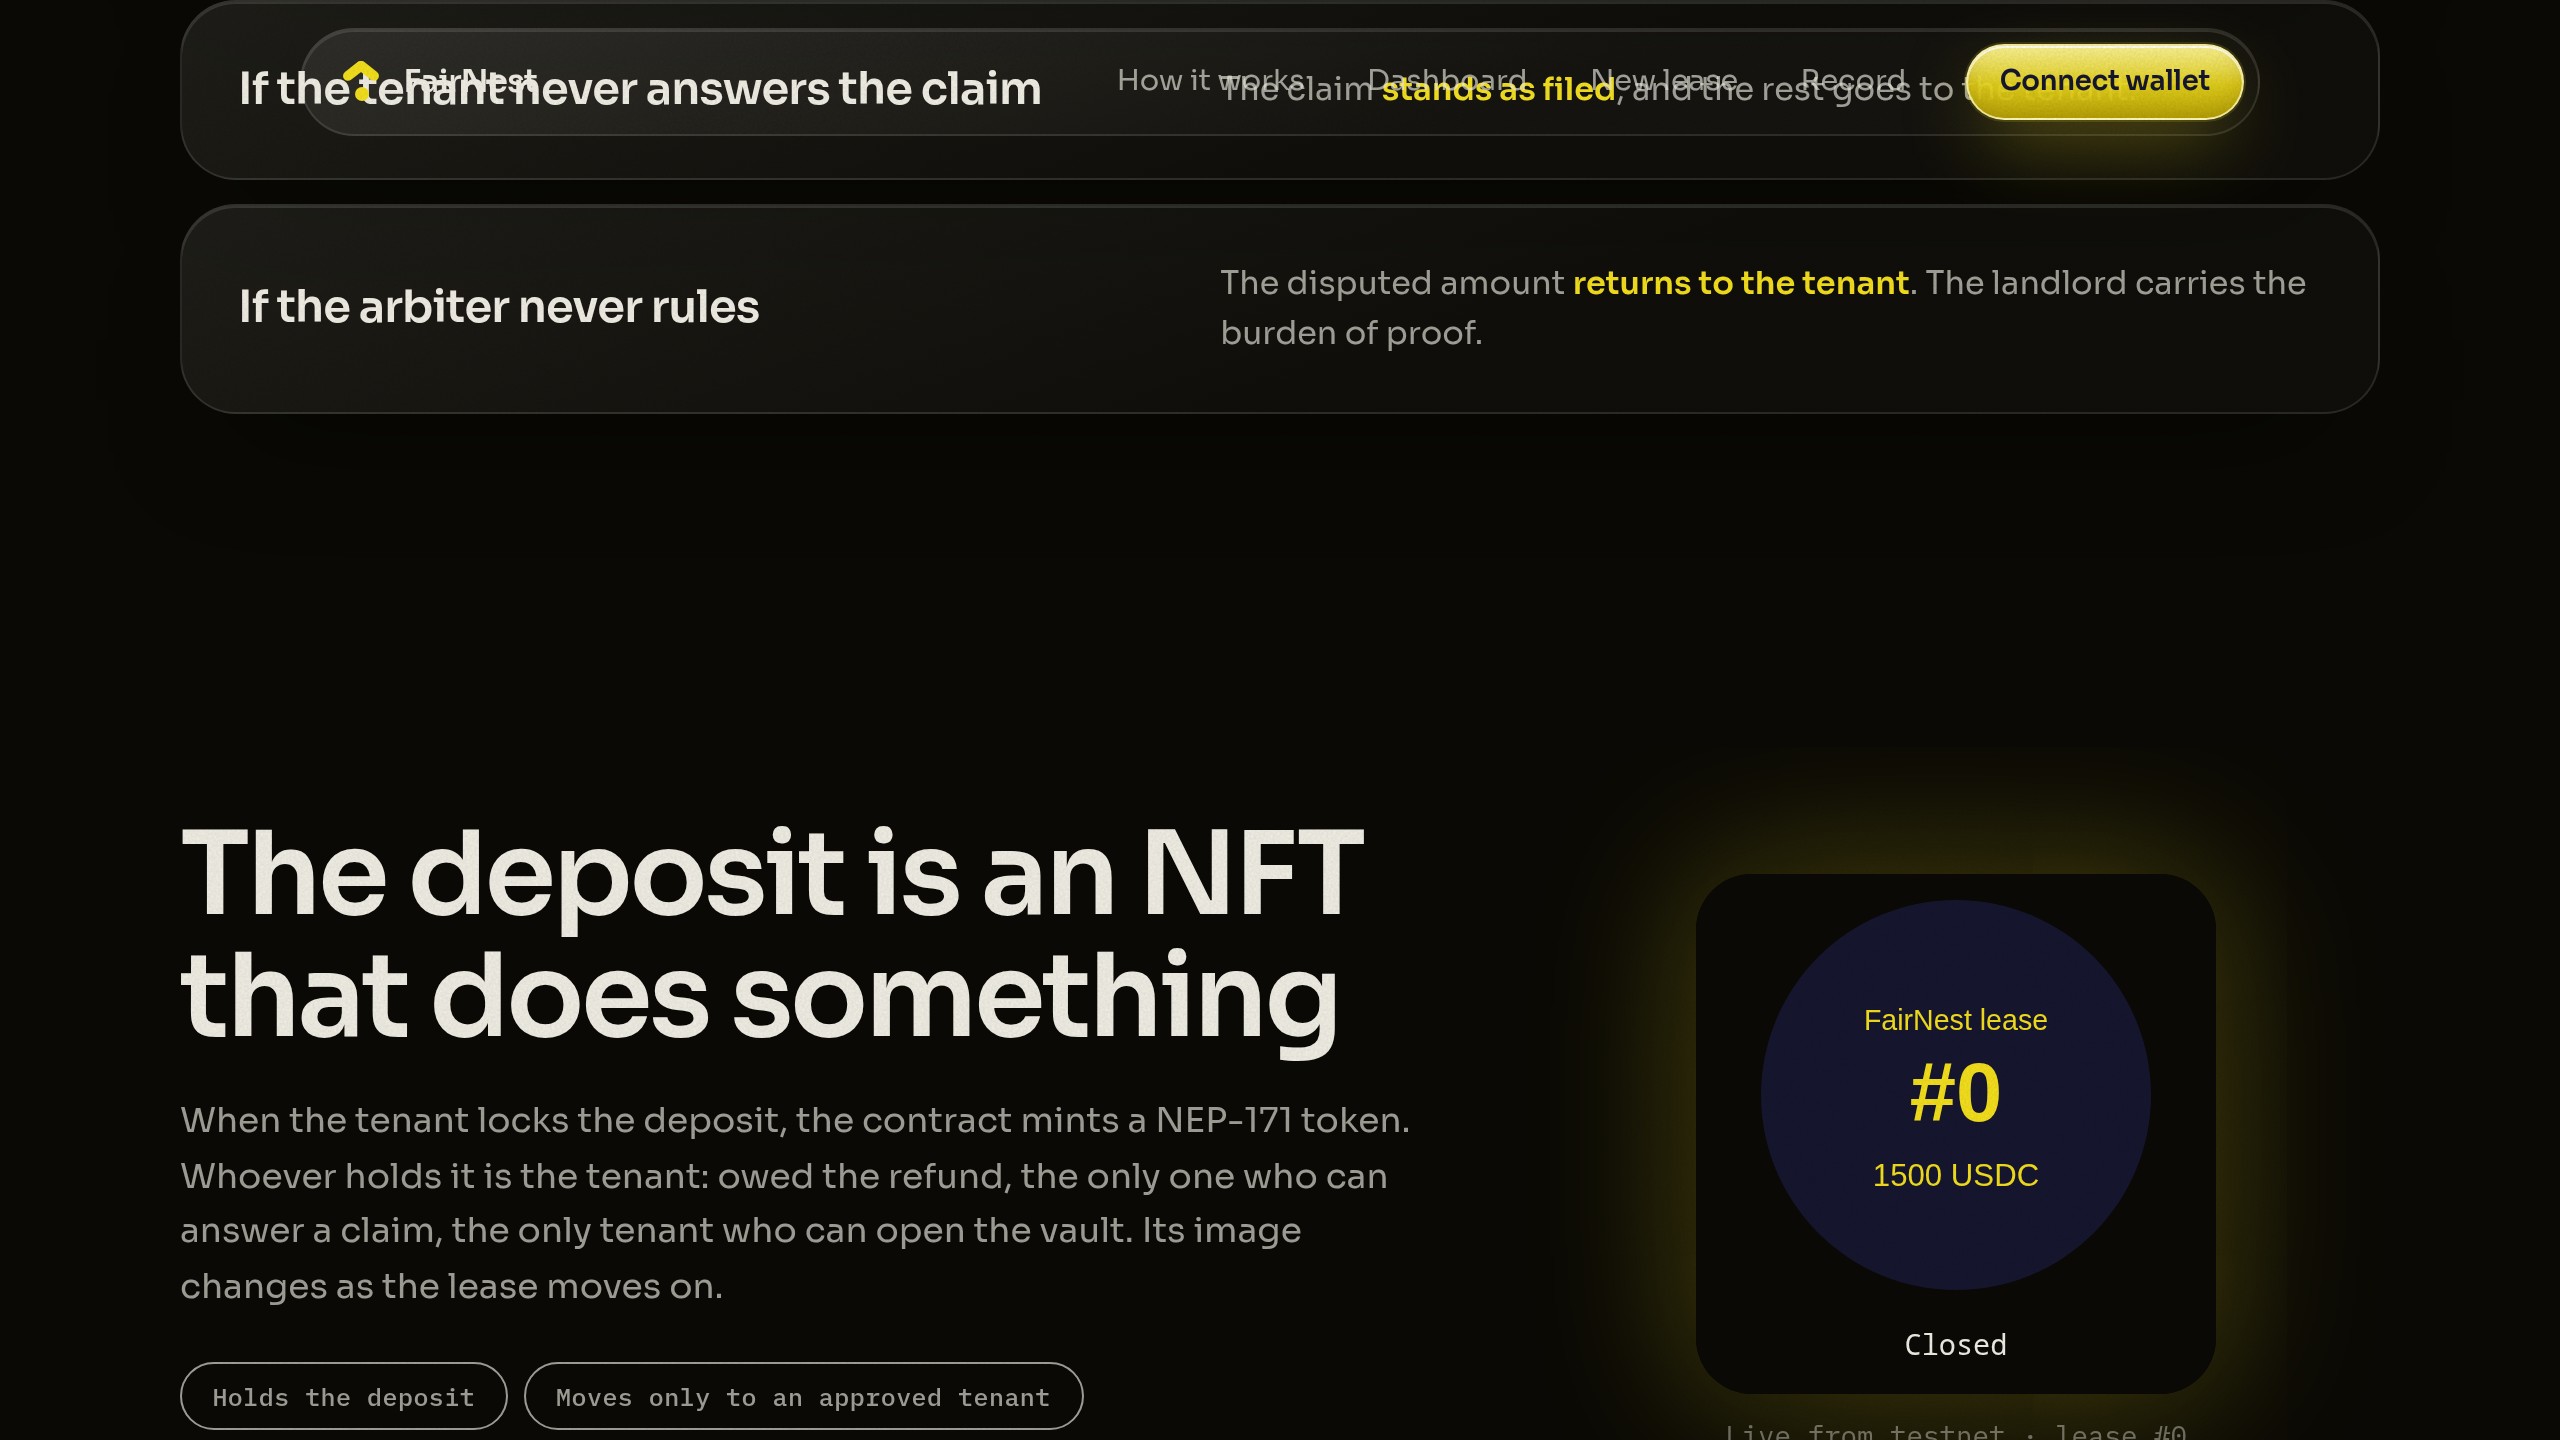 FairNest
How it works
Dashboard
New lease
Record
Connect wallet
If the tenant never answers the claim
The claim stands as filed, and the rest goes to the tenant.
If the arbiter never rules
The disputed amount returns to the tenant. The landlord carries the
burden of proof.
The deposit is an NFT
that does something
When the tenant locks the deposit, the contract mints a NEP-171 token.
Whoever holds it is the tenant: owed the refund, the only one who can
answer a claim, the only tenant who can open the vault. Its image
changes as the lease moves on.
Holds the deposit
Moves only to an approved tenant
FairNest lease
#0
1500 USDC
Closed
Live from testnet · lease #0